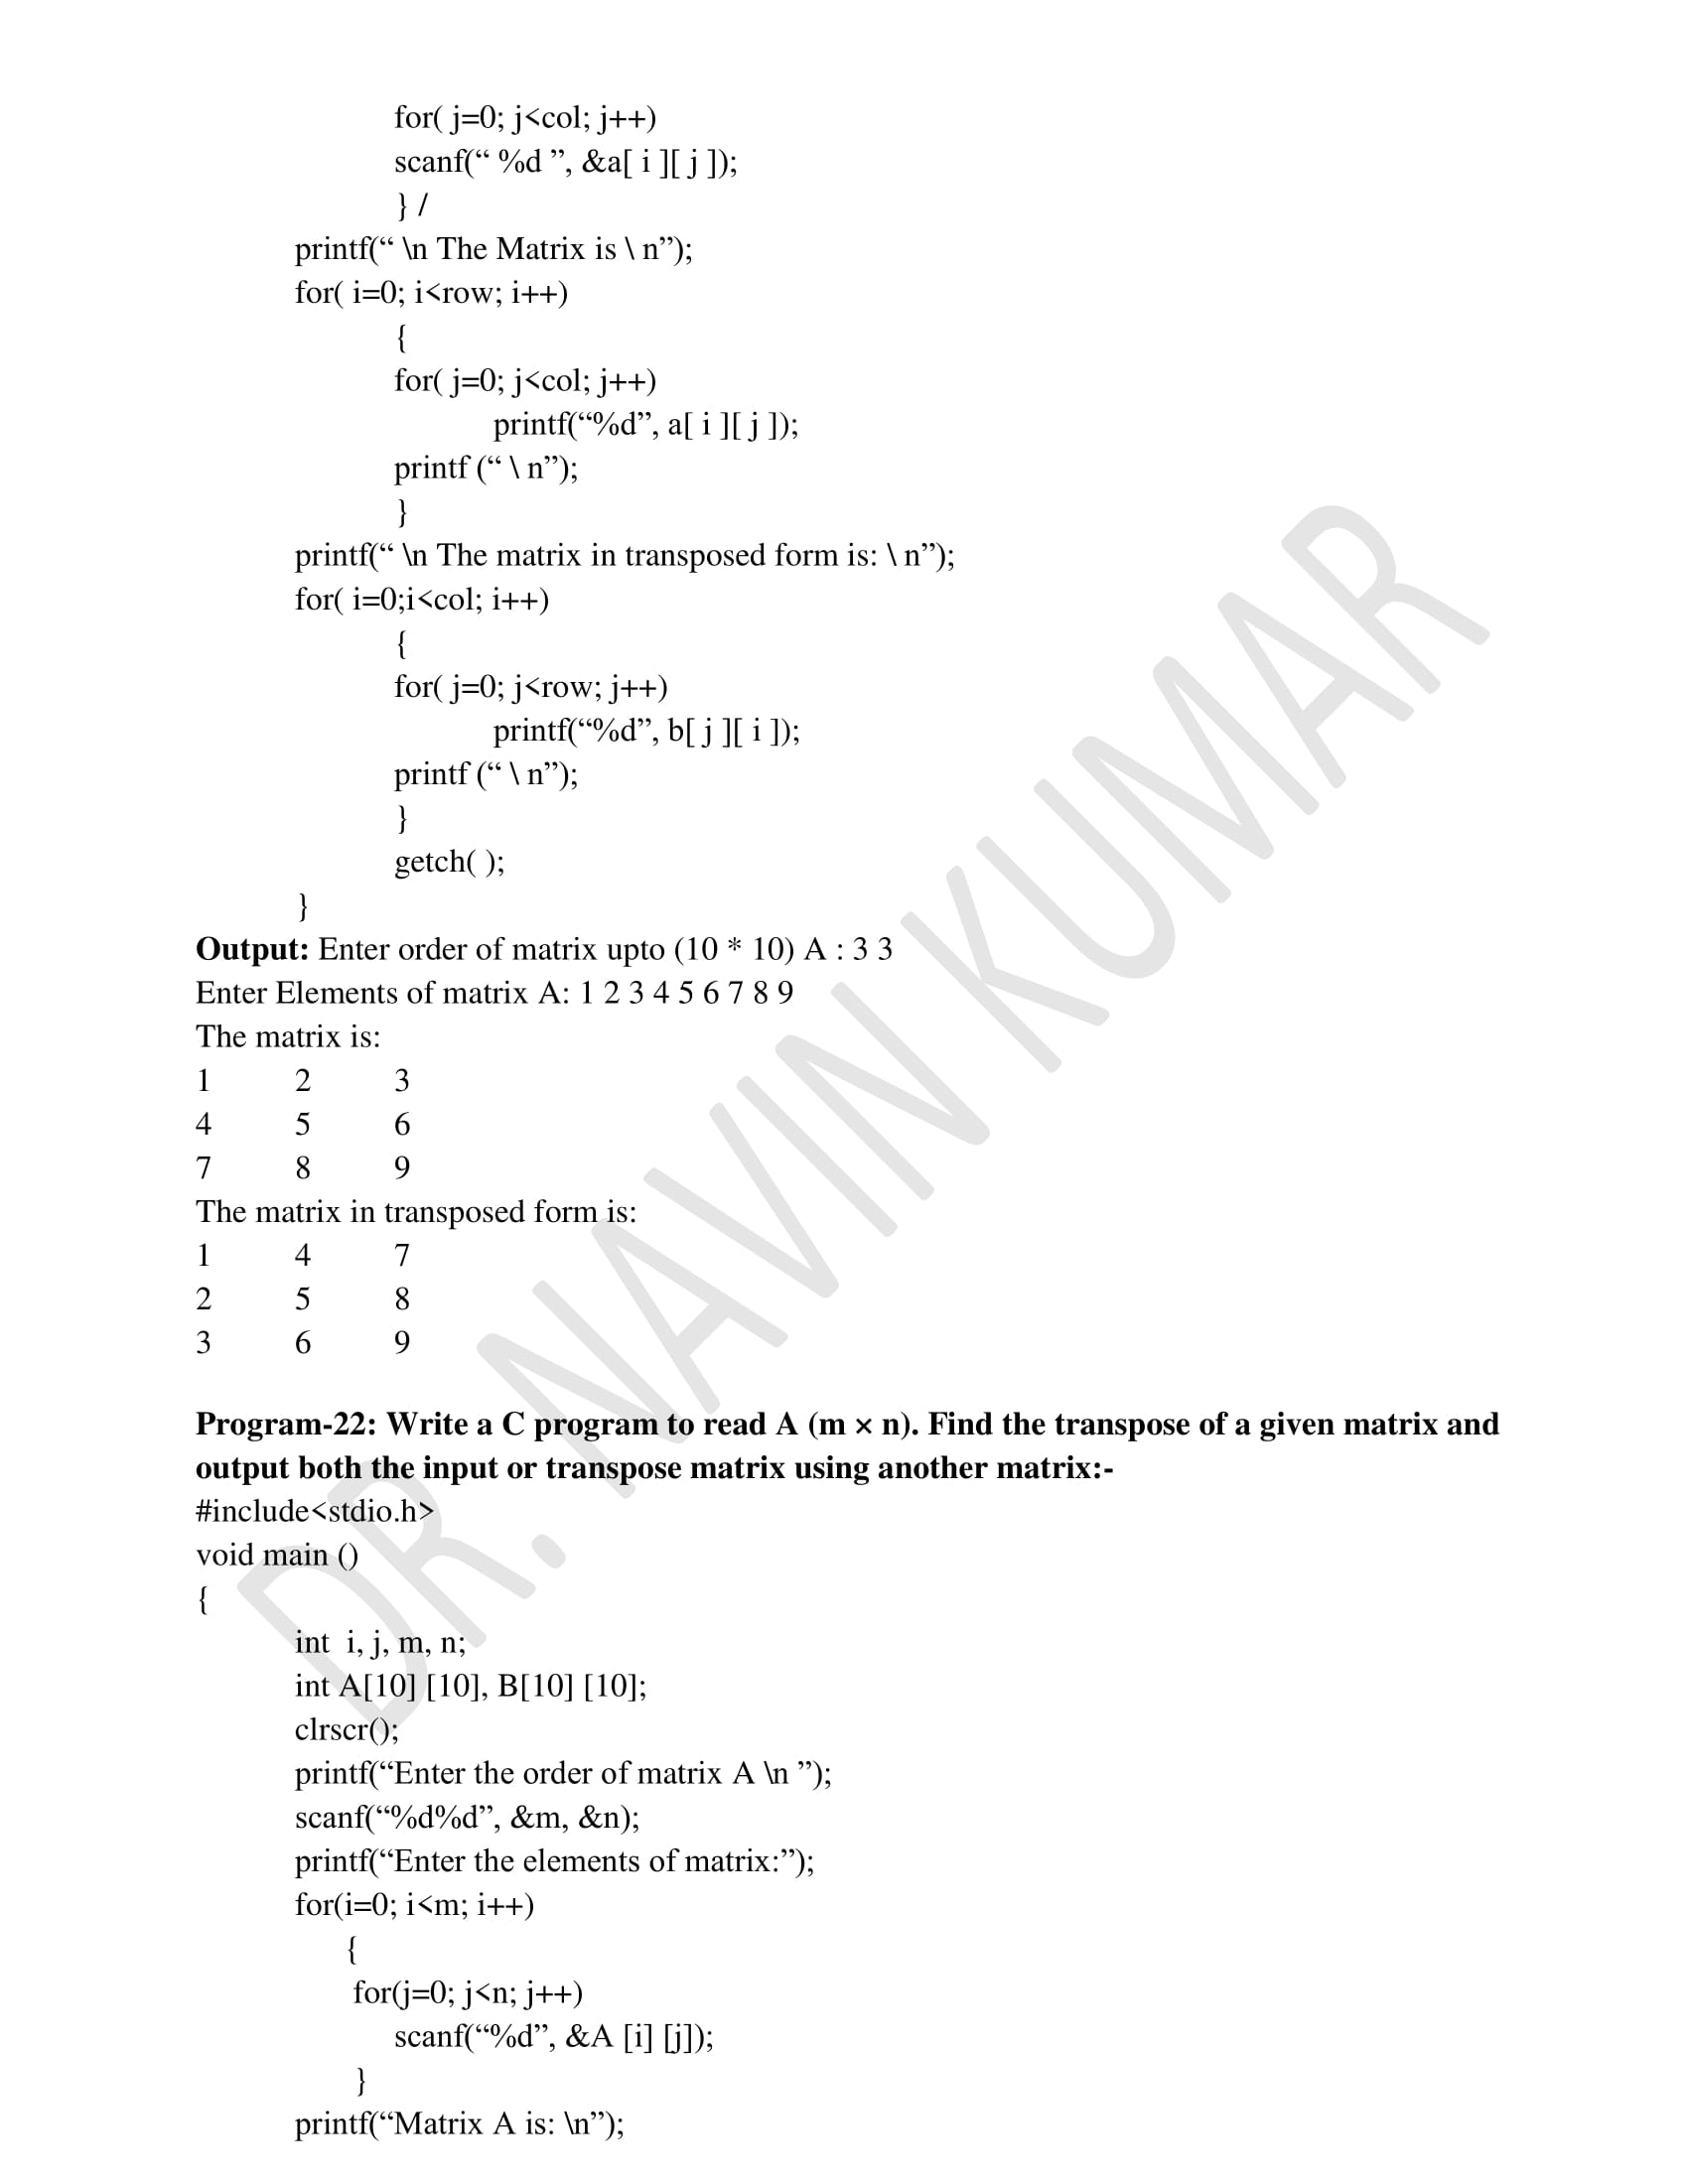 for( j=0; j<col; j++)
scanf(“ %d ”, &a[ i ][ j ]);
} /
printf(“ \n The Matrix is \ n”);
for( i=0; i<row; i++)
{
for( j=0; j<col; j++)
printf(“%d”, a[ i ][ j ]);
printf (“ \ n”);
}
printf(“ \n The matrix in transposed form is: \ n”);
for( i=0;i<col; i++)
{
for( j=0; j<row; j++)
printf(“%d”, b[ j ][ i ]);
printf (“ \ n”);
}
getch( );
}
Output: Enter order of matrix upto (10 * 10) A : 3 3
Enter Elements of matrix A: 1 2 3 4 5 6 7 8 9
The matrix is:
1 2 3
4 5 6
7 8 9
The matrix in transposed form is:
1 4 7
2 5 8
3 6 9
Program-22: Write a C program to read A (m × n). Find the transpose of a given matrix and
output both the input or transpose matrix using another matrix:-
#include<stdio.h>
void main ()
{
int i, j, m, n;
int A[10] [10], B[10] [10];
clrscr();
printf(“Enter the order of matrix A \n ”);
scanf(“%d%d”, &m, &n);
printf(“Enter the elements of matrix:”);
for(i=0; i<m; i++)
{
for(j=0; j<n; j++)
scanf(“%d”, &A [i] [j]);
}
printf(“Matrix A is: \n”);
DR. NAVIN KUMAR